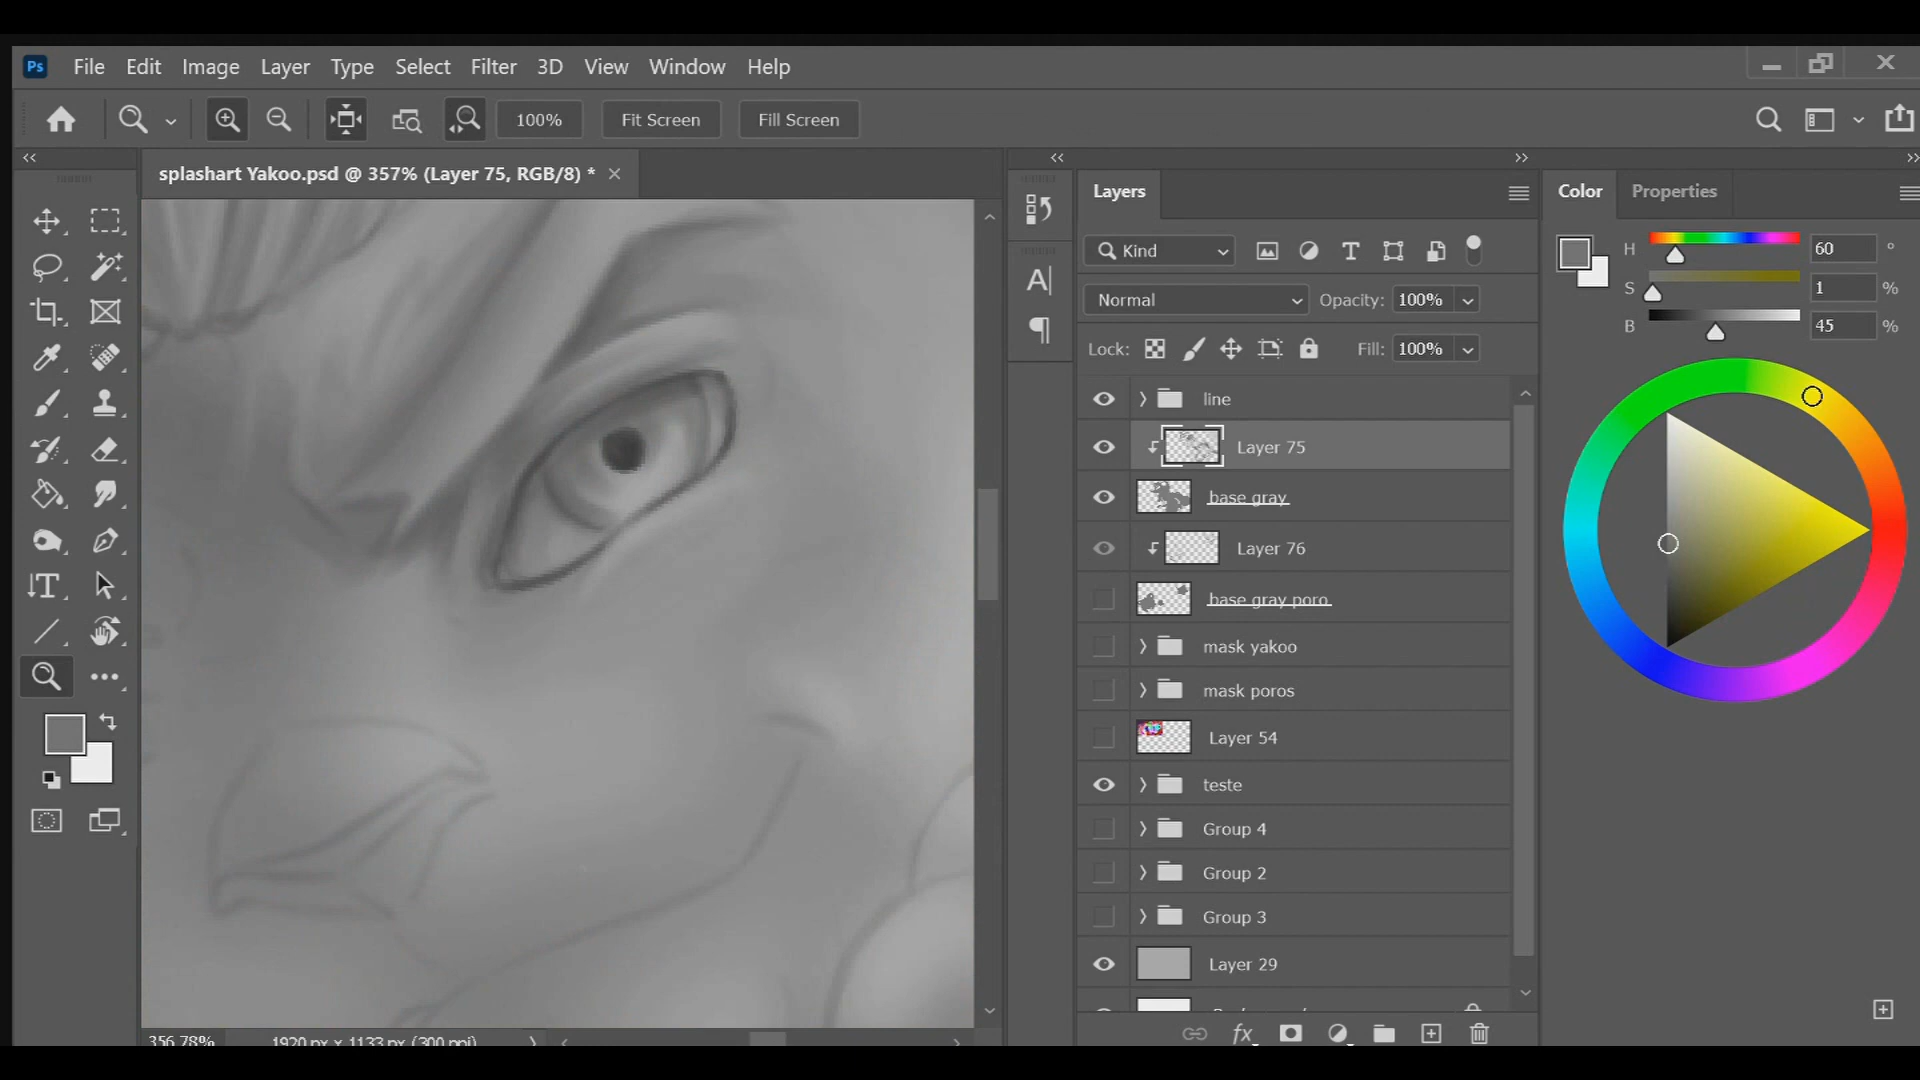 Ps File Edit Image Layer Type Select Filter 3D View Window Help
100% Fit Screen Fill Screen
splashart Yakoo.psd @ 357% (Layer 75, RGB/8) *
Layers
Kind
Normal Opacity: 100%
Lock: Fill: 100%
line
Layer 75
base gray
Layer 76
base gray poro
mask yakoo
mask poros
Layer 54
teste
Group 4
Group 2
Group 3
Layer 29
fx
Color Properties
H 60 °
S 1 %
B 45 %
356.78% 1920 px x 1133 px (300 ppi)